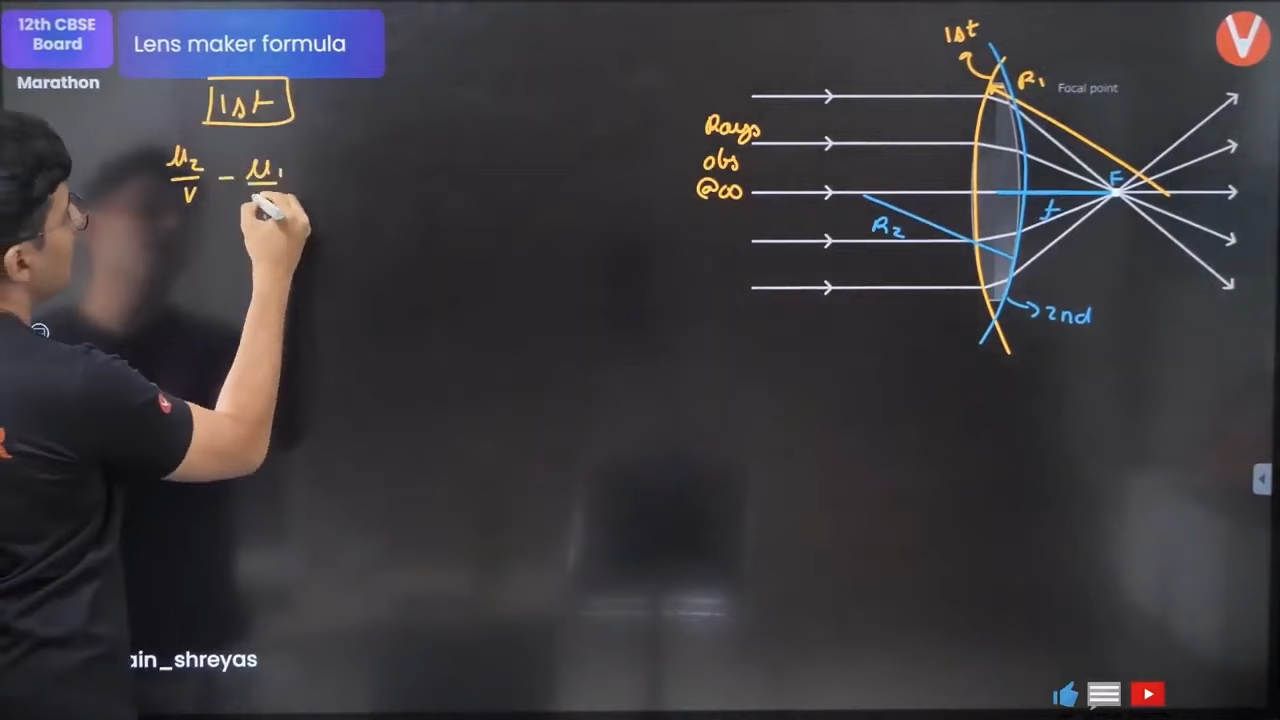 12th CBSE
Board
Marathon
Lens maker formula
1st
μ₂/v - μ₁
Rays
obs
@∞
1st
R₁
Focal point
F
f
R₂
2nd
ain_shreyas